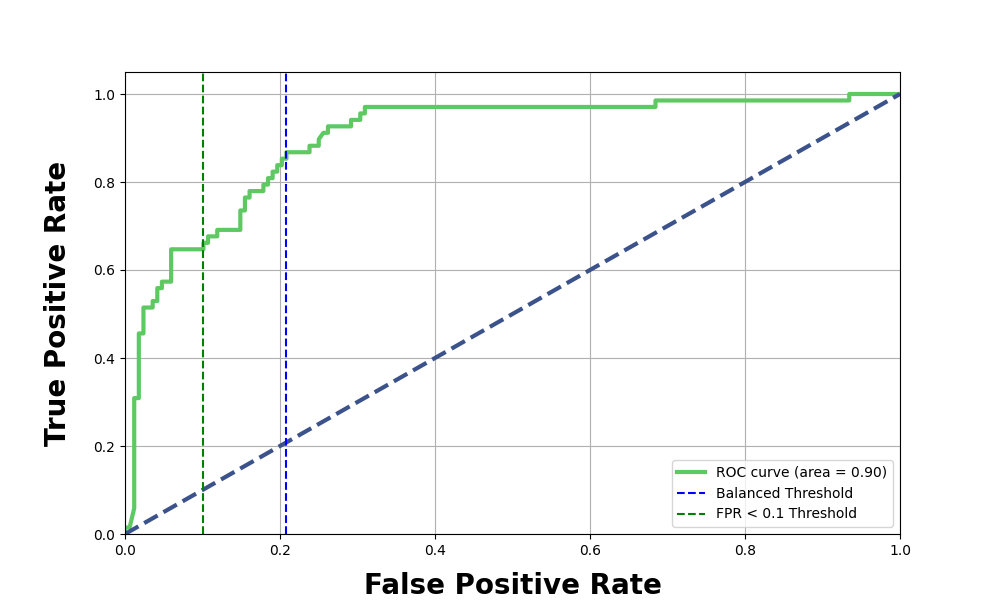 1.0
0.8
0.6
0.4
0.2
0.0
True Positive Rate
ROC curve (area = 0.90)
Balanced Threshold
FPR < 0.1 Threshold
0.0 0.2 0.4 0.6 0.8 1.0
False Positive Rate